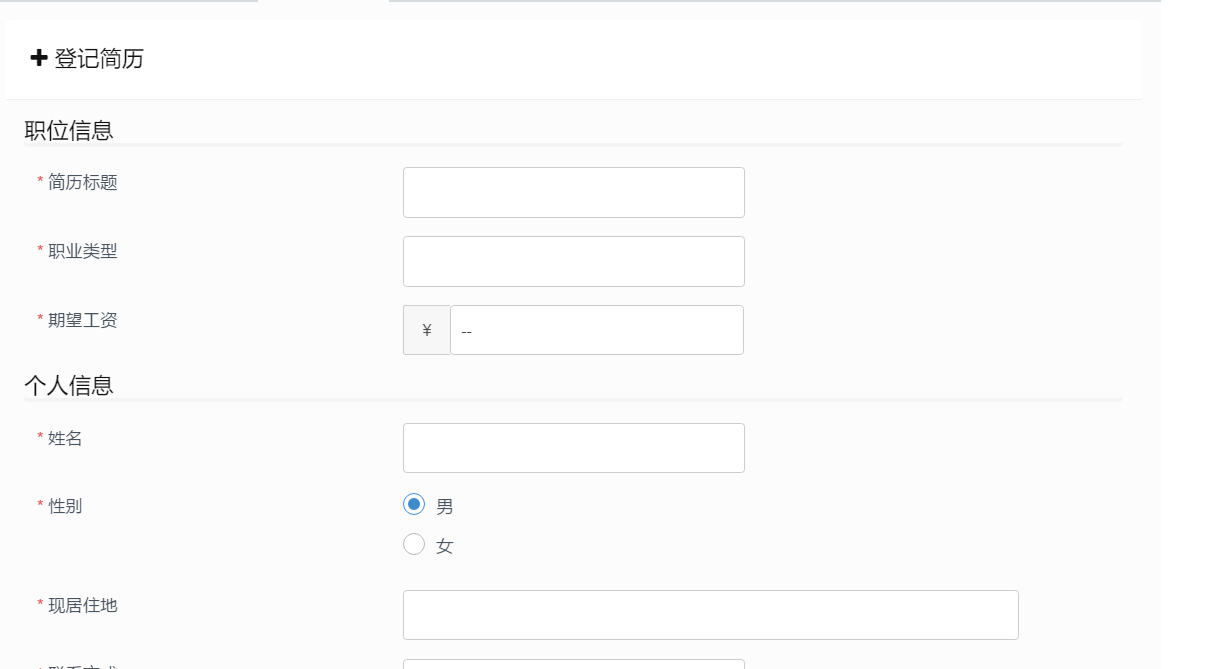 登记简历
职位信息
* 简历标题
* 职业类型
* 期望工资
¥ --
个人信息
* 姓名
* 性别
男
女
* 现居住地